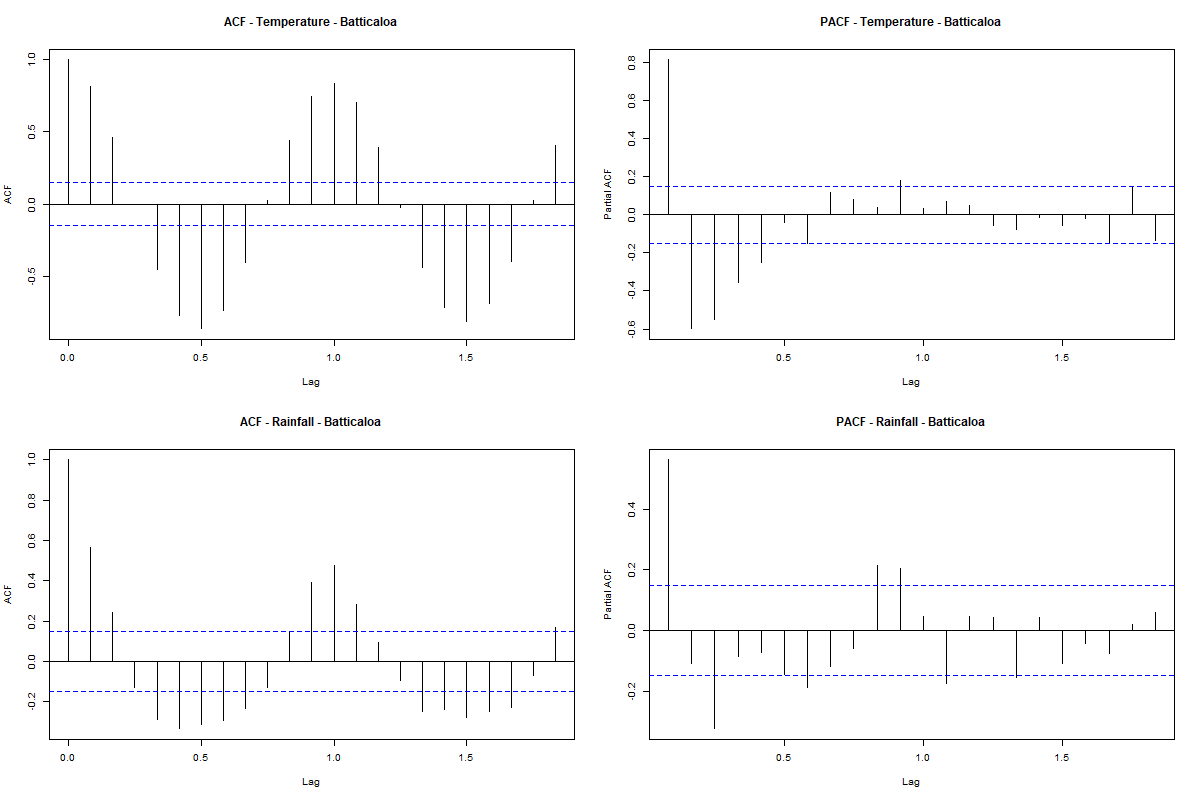 ACF - Temperature - Batticaloa
ACF
1.0
0.5
0.0
-0.5
0.0 0.5 1.0 1.5
Lag
PACF - Temperature - Batticaloa
Partial ACF
0.8
0.6
0.4
0.2
0.0
-0.2
-0.4
-0.6
0.5 1.0 1.5
Lag
ACF - Rainfall - Batticaloa
ACF
1.0
0.8
0.6
0.4
0.2
0.0
-0.2
0.0 0.5 1.0 1.5
Lag
PACF - Rainfall - Batticaloa
Partial ACF
0.4
0.2
0.0
-0.2
0.5 1.0 1.5
Lag